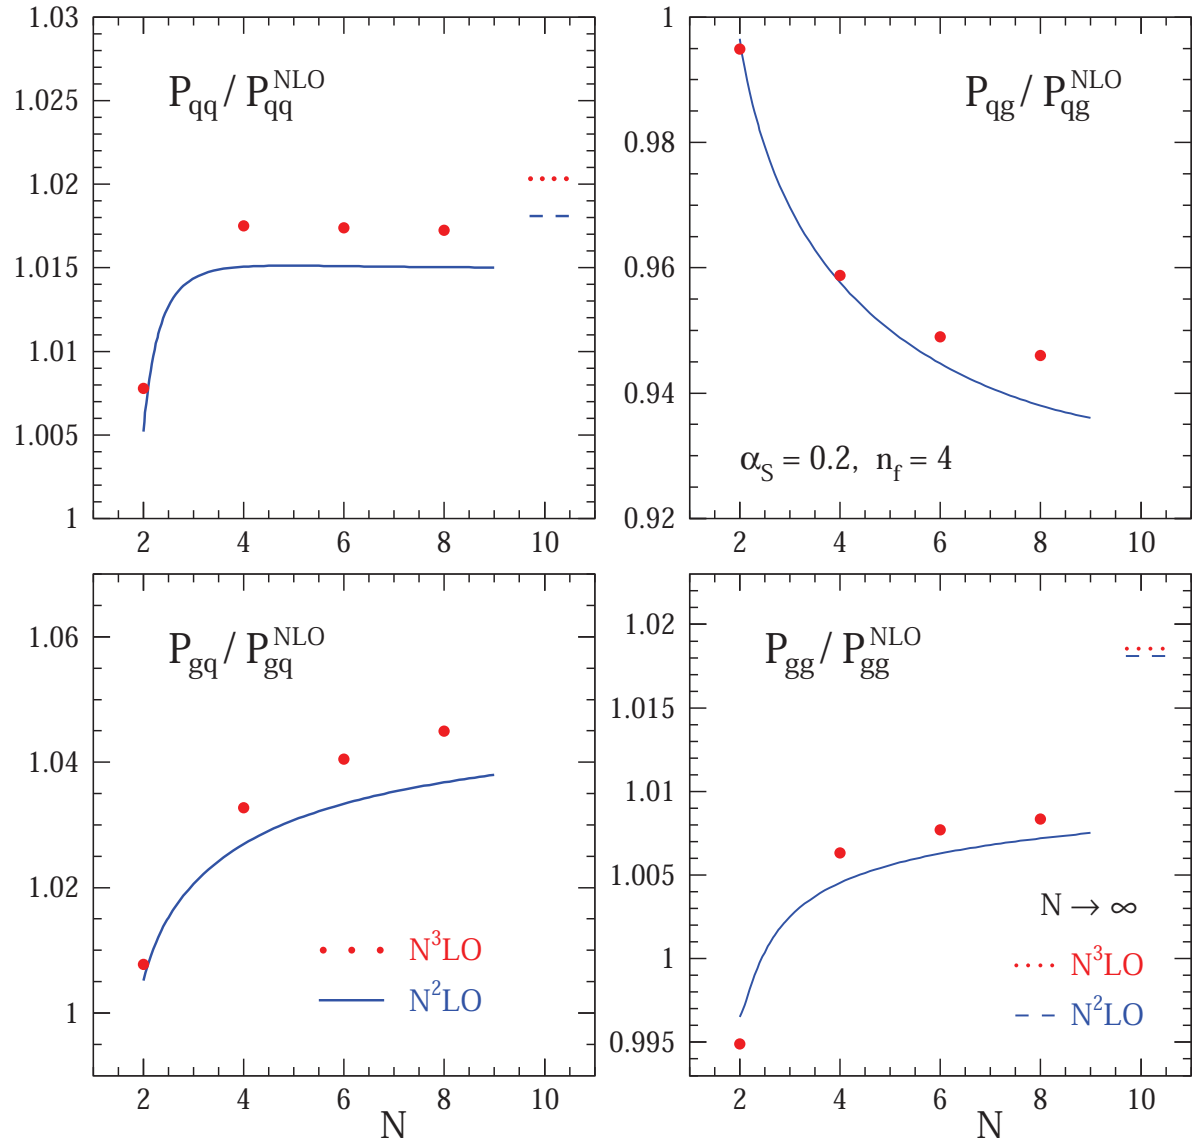 1.03
1.025
1.02
1.015
1.01
1.005
1
P_qq / P_qq^NLO
2 4 6 8 10
1
0.98
0.96
0.94
0.92
P_qg / P_qg^NLO
α_S = 0.2, n_f = 4
2 4 6 8 10
1.06
1.04
1.02
1
P_gq / P_gq^NLO
N³LO
N²LO
2 4 6 8 10
N
1.02
1.015
1.01
1.005
1
0.995
P_gg / P_gg^NLO
N → ∞
N³LO
N²LO
2 4 6 8 10
N